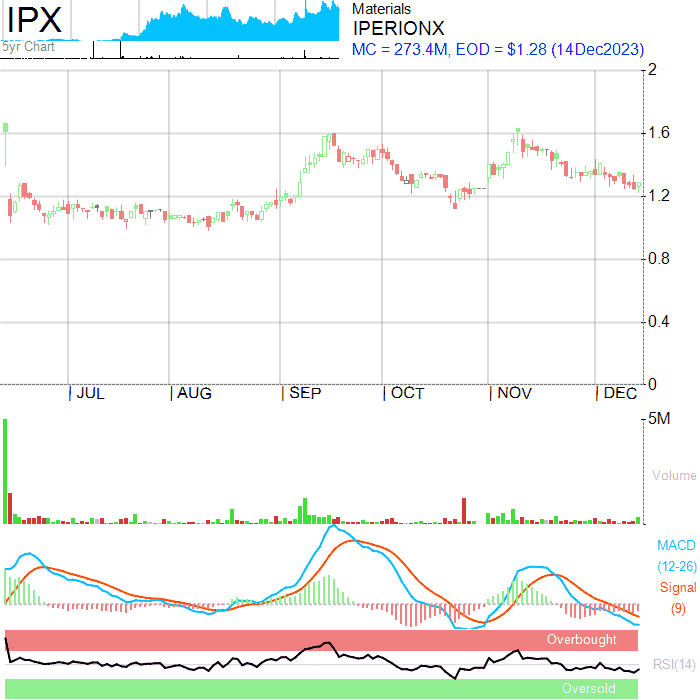 IPX
5yr Chart
Materials
IPERIONX
MC = 273.4M, EOD = $1.28 (14Dec2023)
2
1.6
1.2
0.8
0.4
0
JUL AUG SEP OCT NOV DEC
5M
Volume
MACD
(12-26)
Signal
(9)
Overbought
RSI(14)
Oversold